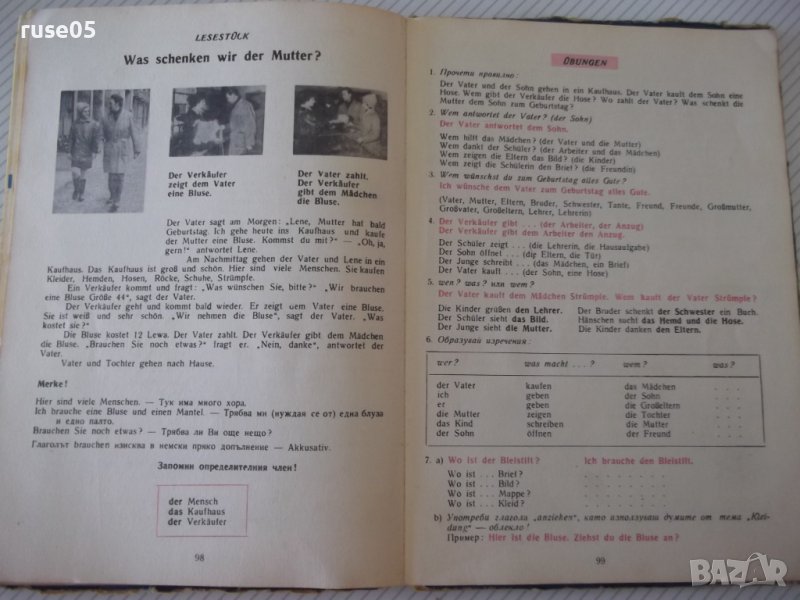 ruse05
LESESTÜCK
Was schenken wir der Mutter?
Der Verkäufer
zeigt dem Vater
eine Bluse.
Der Vater zahlt.
Der Verkäufer
gibt dem Mädchen
die Bluse.
Der Vater sagt am Morgen: „Lene, Mutter hat bald
Geburtstag. Ich gehe heute ins Kaufhaus und kaufe
der Mutter eine Bluse. Kommst du mit?“ — „Oh, ja,
gern!“ antwortet Lene.
Am Nachmittag gehen der Vater und Lene in ein
Kaufhaus. Das Kaufhaus ist groß und schön. Hier sind viele Menschen. Sie kaufen
Kleider, Hemden, Hosen, Röcke, Schuhe, Strümpfe.
Ein Verkäufer kommt und fragt: „Was wünschen Sie, bitte?“ — „Wir brauchen
eine Bluse Größe 44“, sagt der Vater.
Der Verkäufer geht und kommt bald wieder. Er zeigt dem Vater eine Bluse.
Sie ist weiß und sehr schön. „Wir nehmen die Bluse“, sagt der Vater. „Was
kostet sie?“
Die Bluse kostet 12 Lewa. Der Vater zahlt. Der Verkäufer gibt dem Mädchen
die Bluse. „Brauchen Sie noch etwas?“ fragt er. „Nein, danke“, antwortet der
Vater.
Vater und Tochter gehen nach Hause.
Merke!
Hier sind viele Menschen. — Тук има много хора.
Ich brauche eine Bluse und einen Mantel. — Трябва ми (нуждая се от) една блуза
и едно палто.
Brauchen Sie noch etwas? — Трябва ли Ви още нещо?
Глаголът brauchen изисква в немски пряко допълнение — Akkusativ.
Запомни определителния член!
der Mensch
das Kaufhaus
der Verkäufer
98
ÜBUNGEN
1. Прочети правилно:
Der Vater und der Sohn gehen in ein Kaufhaus. Der Vater kauft dem Sohn eine
Hose. Wem gibt der Verkäufer die Hose? Wo zahlt der Vater? Was schenkt die
Mutter dem Sohn zum Geburtstag?
2. Wem antwortet der Vater? (der Sohn)
Der Vater antwortet dem Sohn.
Wem hilft das Mädchen? (der Vater und die Mutter)
Wem dankt der Schüler? (der Arbeiter und das Mädchen)
Wem zeigen die Eltern das Bild? (die Kinder)
Wem zeigt die Schülerin den Brief? (die Freundin)
3. Wem wünschst du zum Geburtstag alles Gute?
Ich wünsche dem Vater zum Geburtstag alles Gute.
(Vater, Mutter, Eltern, Bruder, Schwester, Tante, Freund, Freunde, Großmutter,
Großvater, Großeltern, Lehrer, Lehrerin)
4. Der Verkäufer gibt . . . (der Arbeiter, der Anzug)
Der Verkäufer gibt dem Arbeiter den Anzug.
Der Schüler zeigt . . . (die Lehrerin, die Hausaufgabe)
Der Sohn öffnet . . . (die Eltern, die Tür)
Der Junge schreibt . . . (das Mädchen, ein Brief)
Der Vater kauft . . . (der Sohn, eine Hose)
5. wen? was? или wem?
Der Vater kauft dem Mädchen Strümpfe. Wem kauft der Vater Strümpfe?
Die Kinder grüßen den Lehrer. Der Bruder schenkt der Schwester ein Buch.
Der Schüler sieht das Bild. Hänschen sucht das Hemd und die Hose.
Der Junge sieht die Mutter. Die Kinder danken den Eltern.
6. Образувай изречения:
wer? was macht . . . ? wem? was?
der Vater kaufen das Mädchen . . . .
ich geben der Sohn . . . .
er geben die Großeltern . . . .
die Mutter zeigen die Tochter . . . .
das Kind schreiben die Mutter . . . .
der Sohn öffnen der Freund . . . .
7. a) Wo ist der Bleistift? Ich brauche den Bleistift.
Wo ist . . . Brief? . . . . . . .
Wo ist . . . Bild? . . . . . . .
Wo ist . . . Mappe? . . . . . . .
Wo ist . . . Kleid? . . . . . . .
b) Употреби глагола „anziehen“, като използуваш думите от тема „Klei-
dung“ — облекло!
Пример: Hier ist die Bluse. Ziehst du die Bluse an?
99
BAZAR
bg